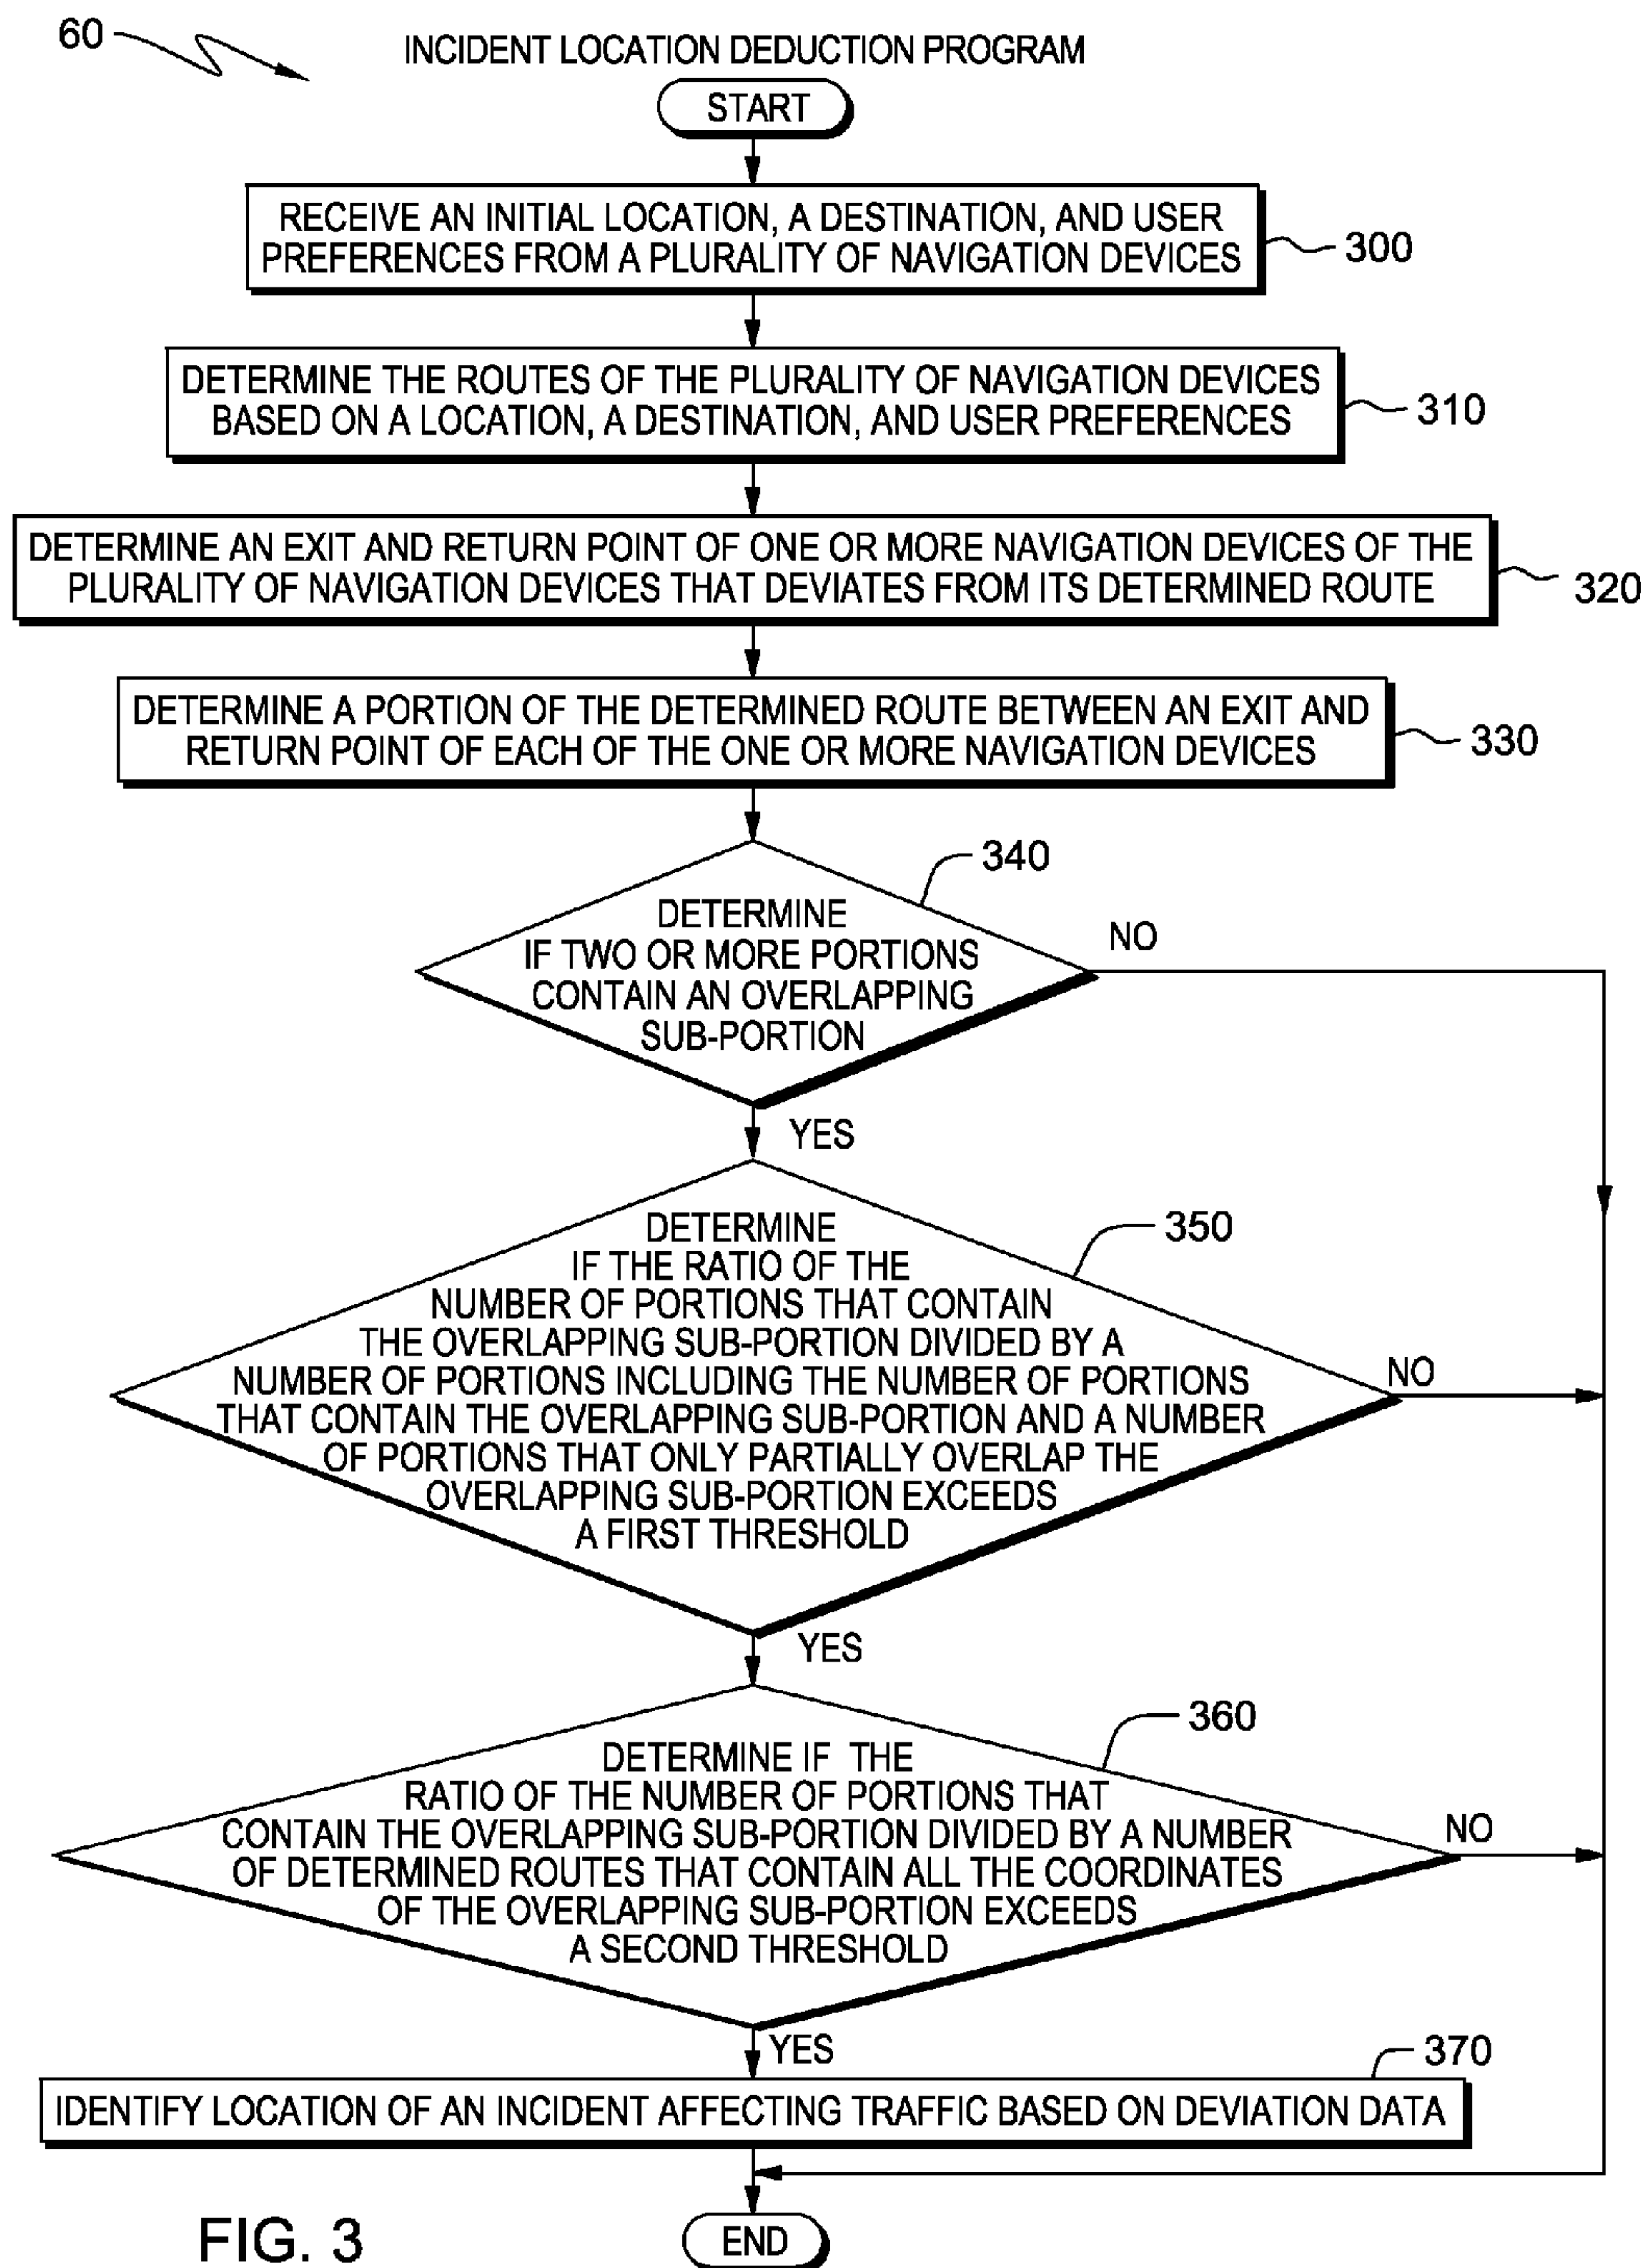 60
INCIDENT LOCATION DEDUCTION PROGRAM
START
RECEIVE AN INITIAL LOCATION, A DESTINATION, AND USER
PREFERENCES FROM A PLURALITY OF NAVIGATION DEVICES
300
DETERMINE THE ROUTES OF THE PLURALITY OF NAVIGATION DEVICES
BASED ON A LOCATION, A DESTINATION, AND USER PREFERENCES
310
DETERMINE AN EXIT AND RETURN POINT OF ONE OR MORE NAVIGATION DEVICES OF THE
PLURALITY OF NAVIGATION DEVICES THAT DEVIATES FROM ITS DETERMINED ROUTE
320
DETERMINE A PORTION OF THE DETERMINED ROUTE BETWEEN AN EXIT AND
RETURN POINT OF EACH OF THE ONE OR MORE NAVIGATION DEVICES
330
340
DETERMINE
IF TWO OR MORE PORTIONS
CONTAIN AN OVERLAPPING
SUB-PORTION
NO
YES
350
DETERMINE
IF THE RATIO OF THE
NUMBER OF PORTIONS THAT CONTAIN
THE OVERLAPPING SUB-PORTION DIVIDED BY A
NUMBER OF PORTIONS INCLUDING THE NUMBER OF PORTIONS
THAT CONTAIN THE OVERLAPPING SUB-PORTION AND A NUMBER
OF PORTIONS THAT ONLY PARTIALLY OVERLAP THE
OVERLAPPING SUB-PORTION EXCEEDS
A FIRST THRESHOLD
NO
YES
360
DETERMINE IF THE
RATIO OF THE NUMBER OF PORTIONS THAT
CONTAIN THE OVERLAPPING SUB-PORTION DIVIDED BY A NUMBER
OF DETERMINED ROUTES THAT CONTAIN ALL THE COORDINATES
OF THE OVERLAPPING SUB-PORTION EXCEEDS
A SECOND THRESHOLD
NO
YES
370
IDENTIFY LOCATION OF AN INCIDENT AFFECTING TRAFFIC BASED ON DEVIATION DATA
END
FIG. 3